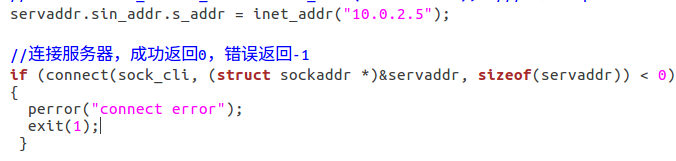 servaddr.sin_addr.s_addr = inet_addr("10.0.2.5");
//连接服务器，成功返回0，错误返回-1
if (connect(sock_cli, (struct sockaddr *)&servaddr, sizeof(servaddr)) < 0)
{
perror("connect error");
exit(1);
}